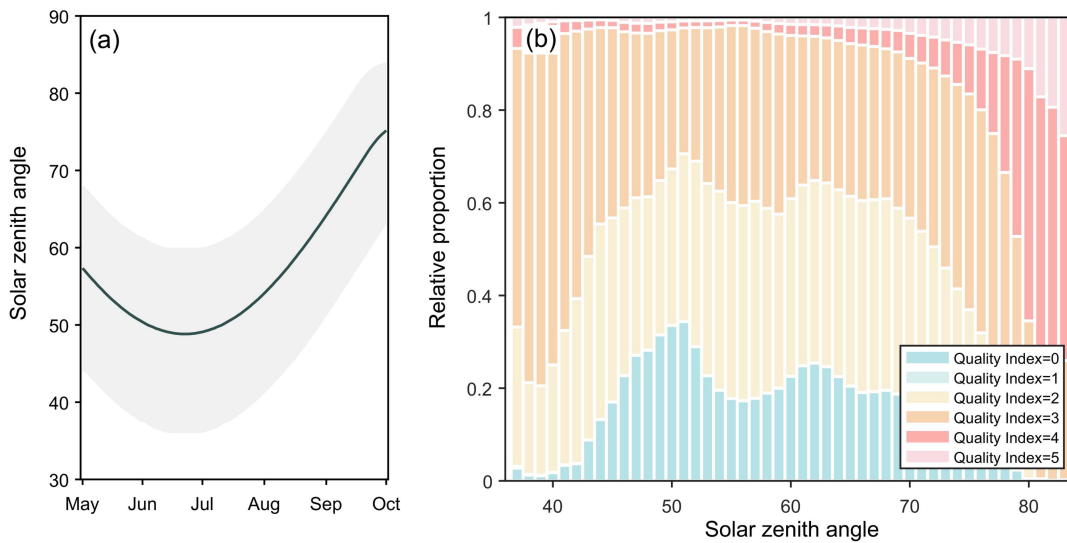 (a)
Solar zenith angle
90
80
70
60
50
40
30
May Jun Jul Aug Sep Oct
(b)
Relative proportion
1
0.8
0.6
0.4
0.2
0
40 50 60 70 80
Solar zenith angle
Quality Index=0
Quality Index=1
Quality Index=2
Quality Index=3
Quality Index=4
Quality Index=5